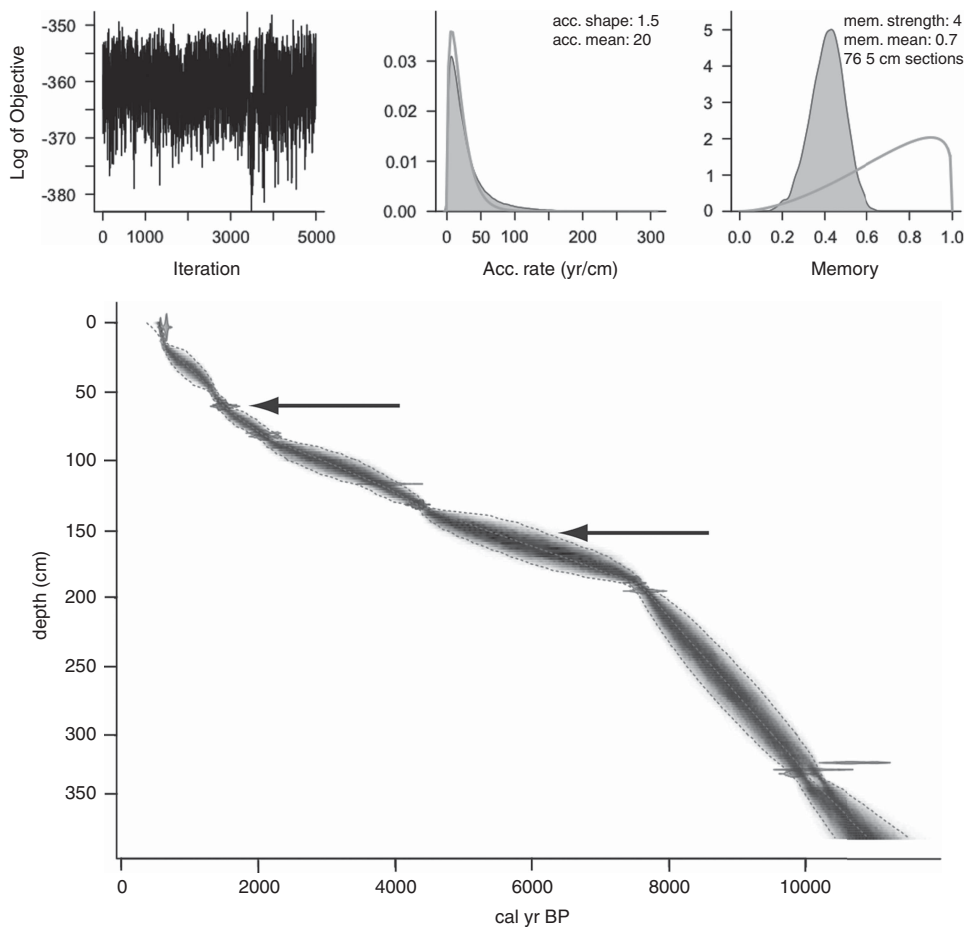 -350
-360
-370
-380
Log of Objective
0 1000 3000 5000
Iteration
acc. shape: 1.5
acc. mean: 20
0.03
0.02
0.01
0.00
0 50 100 200 300
Acc. rate (yr/cm)
mem. strength: 4
mem. mean: 0.7
76 5 cm sections
5
4
3
2
1
0
0.0 0.2 0.4 0.6 0.8 1.0
Memory
0
50
100
150
200
250
300
350
depth (cm)
0 2000 4000 6000 8000 10000
cal yr BP